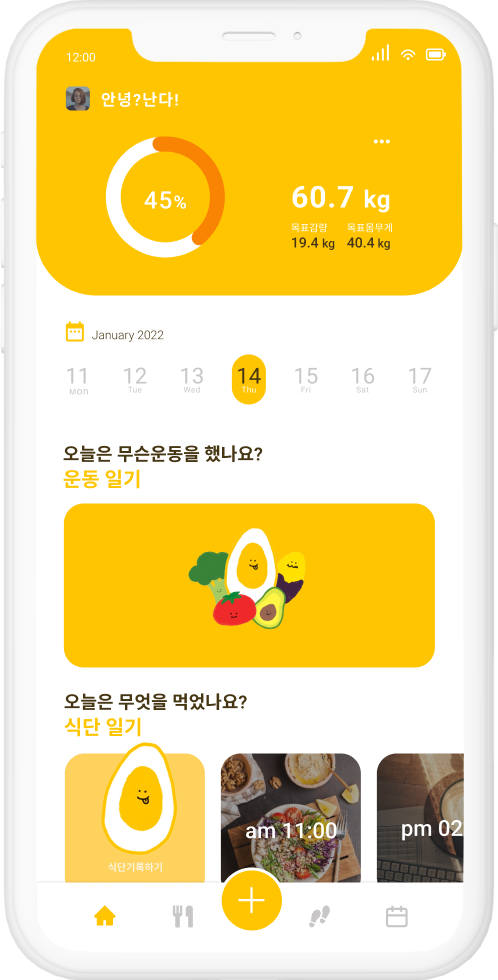 12:00
안녕?난다!
45%
60.7 kg
목표감량 목표몸무게
19.4 kg 40.4 kg
January 2022
11 12 13 14 15 16 17
MON Tue Wed Thu Fri Sat Sun
오늘은 무슨운동을 했나요?
운동 일기
오늘은 무엇을 먹었나요?
식단 일기
am 11:00
pm 02
식단기록하기